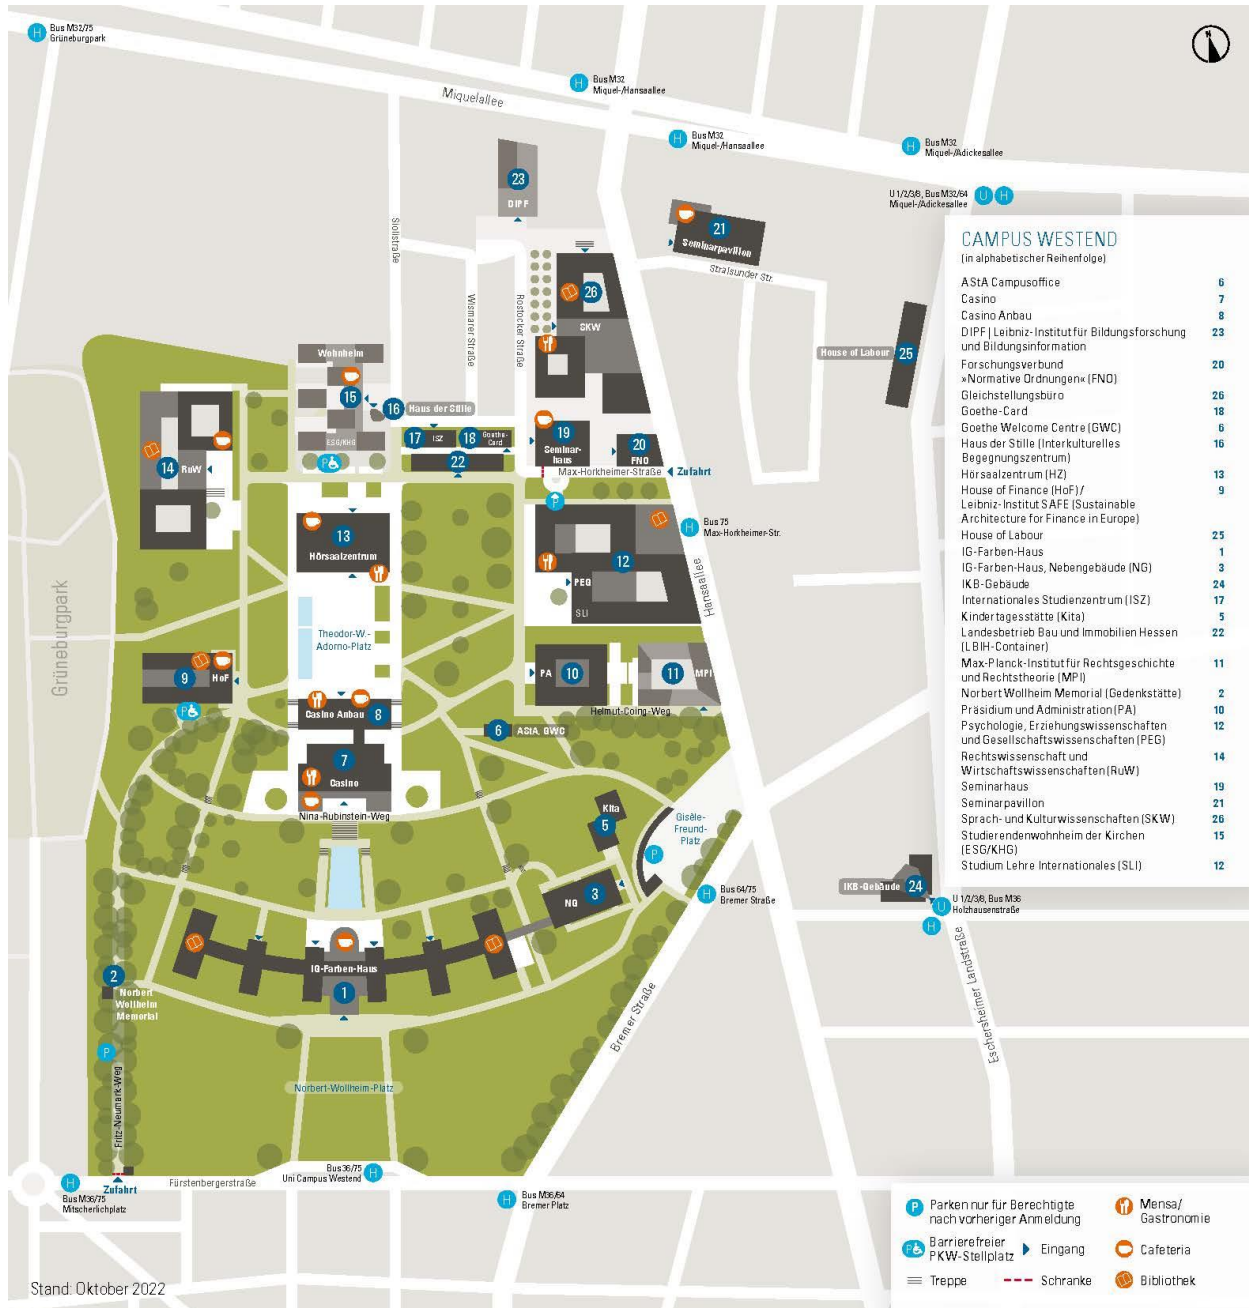 Bus M32/75
Grüneburgpark
H
N
H
Bus M32
Miquel-/Hansaallee
Miquelallee
H
Bus M32
Miquel-/Hansaallee
H
Bus M32
Miquel-/Adickesallee
U 1/2/3/8, Bus M32/64
Miquel-/Adickesallee
U H
23
DIPF
21
Seminarpavillon
Stralsunder Str.
Siolistraße
Wismarer Straße
Rostocker Straße
26
SKW
House of Labour
25
Wohnheim
15
16
Haus der Stille
ESG/KHG
P
17
ISZ
18
Goethe-
Card
22
19
Seminar-
haus
20
FNO
Max-Horkheimer-Straße
Zufahrt
14
RuW
P
H
Bus 75
Max-Horkheimer-Str.
13
Hörsaalzentrum
12
PEG
SLI
Hansaallee
Grüneburgpark
Theodor-W.-
Adorno-Platz
9
HoF
P
PA
10
11
MPI
Helmut-Coing-Weg
Casino Anbau
8
6
AStA, GWC
7
Casino
Nina-Rubinstein-Weg
Kita
5
Gisèle-
Freund-
Platz
P
3
NG
H
Bus 64/75
Bremer Straße
IKB-Gebäude
24
U 1/2/3/8, Bus M36
Holzhausenstraße
U
H
IG-Farben-Haus
1
2
Norbert
Wollheim
Memorial
P
Fritz-Neumark-Weg
Bremer Straße
Eschersheimer Landstraße
Norbert-Wollheim-Platz
Bus 36/75
Uni Campus Westend
H
Zufahrt
Fürstenbergerstraße
H
Bus M36/75
Mitscherlichplatz
H
Bus M36/64
Bremer Platz
Stand: Oktober 2022
CAMPUS WESTEND
(in alphabetischer Reihenfolge)
AStA Campusoffice 6
Casino 7
Casino Anbau 8
DIPF | Leibniz-Institut für Bildungsforschung 23
und Bildungsinformation
Forschungsverbund 20
»Normative Ordnungen« (FNO)
Gleichstellungsbüro 26
Goethe-Card 18
Goethe Welcome Centre (GWC) 6
Haus der Stille (Interkulturelles 16
Begegnungszentrum)
Hörsaalzentrum (HZ) 13
House of Finance (HoF) / 9
Leibniz-Institut SAFE (Sustainable
Architecture for Finance in Europe)
House of Labour 25
IG-Farben-Haus 1
IG-Farben-Haus, Nebengebäude (NG) 3
IKB-Gebäude 24
Internationales Studienzentrum (ISZ) 17
Kindertagesstätte (Kita) 5
Landesbetrieb Bau und Immobilien Hessen 22
(LBIH-Container)
Max-Planck-Institut für Rechtsgeschichte 11
und Rechtstheorie (MPI)
Norbert Wollheim Memorial (Gedenkstätte) 2
Präsidium und Administration (PA) 10
Psychologie, Erziehungswissenschaften 12
und Gesellschaftswissenschaften (PEG)
Rechtswissenschaft und 14
Wirtschaftswissenschaften (RuW)
Seminarhaus 19
Seminarpavillon 21
Sprach- und Kulturwissenschaften (SKW) 26
Studierendenwohnheim der Kirchen 15
(ESG/KHG)
Studium Lehre Internationales (SLI) 12
P Parken nur für Berechtigte
nach vorheriger Anmeldung
P Barrierefreier
PKW-Stellplatz
Eingang
Treppe
Schranke
Mensa/
Gastronomie
Cafeteria
Bibliothek